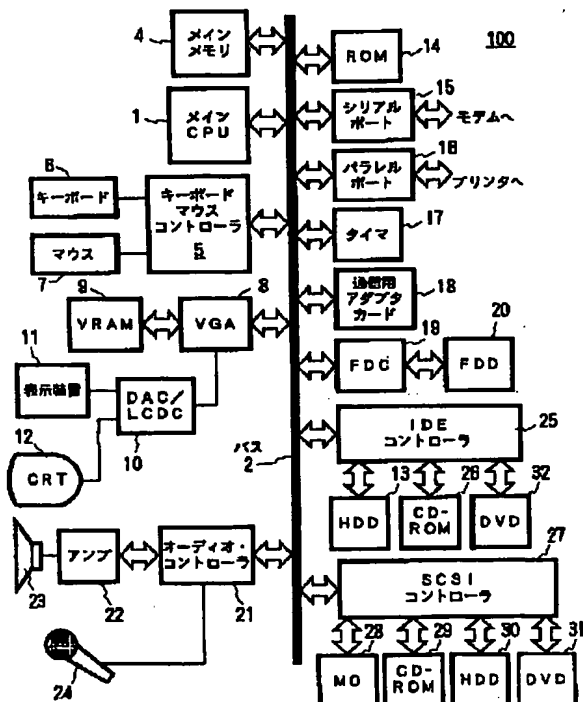 4
メイン
メモリ
1
メイン
CPU
6
キーボード
マウス
7
キーボード
マウス
コントローラ
5
9
VRAM
8
VGA
11
表示装置
DAC/
LCDC
10
12
CRT
バス
2
23
アンプ
22
オーディオ・
コントローラ
21
24
100
ROM
14
15
シリアル
ポート
モデムへ
16
パラレル
ポート
プリンタへ
タイマ
17
通信用
アダプタ
カード
18
19
FDC
20
FDD
IDE
コントローラ
25
13
HDD
26
CD-
ROM
32
DVD
27
SCSI
コントローラ
28
MO
29
CD-
ROM
30
HDD
31
DVD